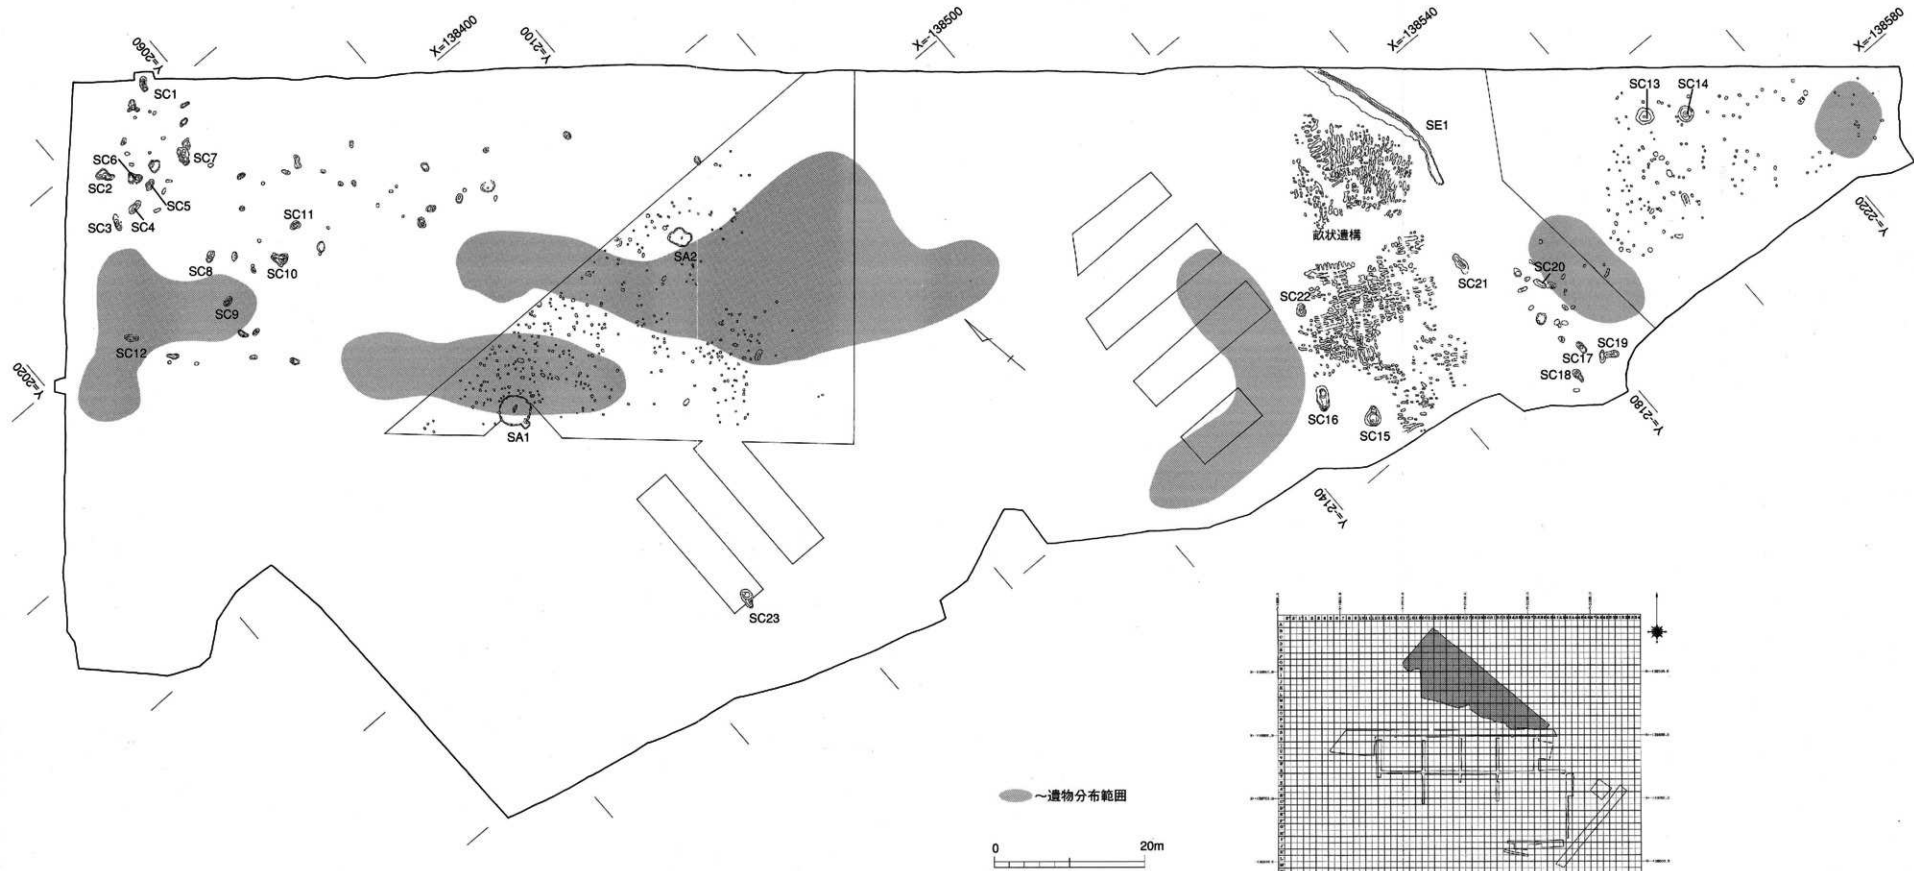 X=138400
X=-138500
X=-138540
X=-138580
Y=2060
Y=2100
SC1
SC13
SC14
SE1
SC6
SC7
SC2
SC5
SC11
SC3
SC4
畝状遺構
Y=-2220
SC8
SC10
SA2
SC20
SC21
SC9
SC22
SC12
SC17
SC19
SC18
Y=2020
SC16
SC15
Y=-2180
SA1
Y=-2140
SC23
～遺物分布範囲
0
20m